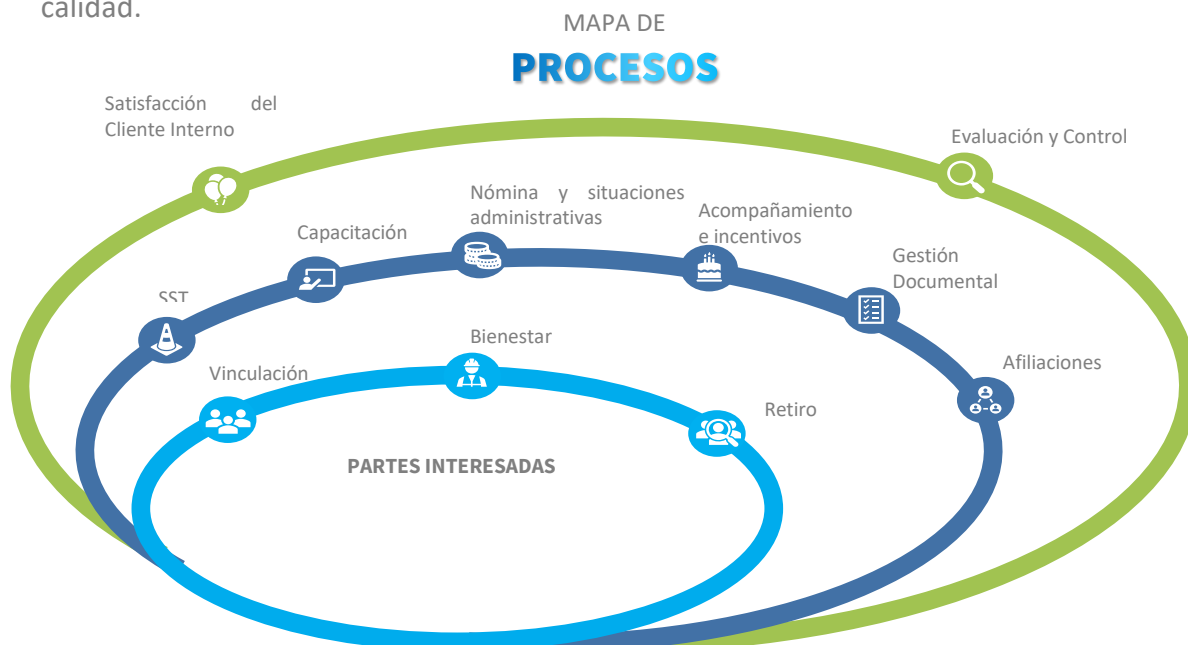 calidad.
MAPA DE
PROCESOS
Satisfacción del
Cliente Interno
Evaluación y Control
Nómina y situaciones
administrativas
Acompañamiento
e incentivos
Capacitación
Gestión
Documental
SST
Bienestar
Afiliaciones
Vinculación
Retiro
PARTES INTERESADAS